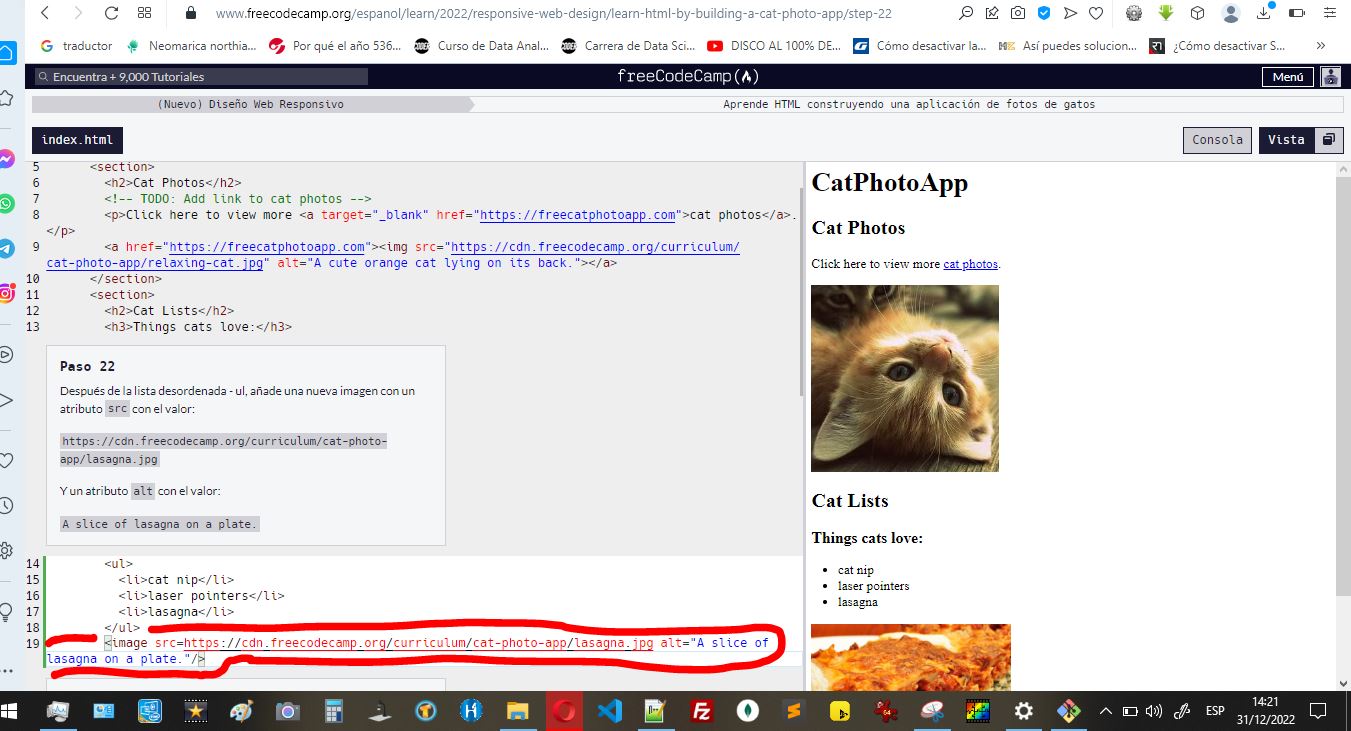 www.freecodecamp.org/espanol/learn/2022/responsive-web-design/learn-html-by-building-a-cat-photo-app/step-22
traductor Neomarica northia... Por qué el año 536... Curso de Data Anal... Carrera de Data Sci... DISCO AL 100% DE... Cómo desactivar la... Así puedes solucion... ¿Cómo desactivar S... »
Encuentra + 9,000 Tutoriales freeCodeCamp Menú
(Nuevo) Diseño Web Responsivo Aprende HTML construyendo una aplicación de fotos de gatos
index.html Consola Vista
5 <section>
6 <h2>Cat Photos</h2>
7 <!-- TODO: Add link to cat photos -->
8 <p>Click here to view more <a target="_blank" href="https://freecatphotoapp.com">cat photos</a>.
</p>
9 <a href="https://freecatphotoapp.com"><img src="https://cdn.freecodecamp.org/curriculum/
cat-photo-app/relaxing-cat.jpg" alt="A cute orange cat lying on its back."></a>
10 </section>
11 <section>
12 <h2>Cat Lists</h2>
13 <h3>Things cats love:</h3>
Paso 22
Después de la lista desordenada - ul, añade una nueva imagen con un
atributo src con el valor:
https://cdn.freecodecamp.org/curriculum/cat-photo-
app/lasagna.jpg
Y un atributo alt con el valor:
A slice of lasagna on a plate.
14 <ul>
15 <li>cat nip</li>
16 <li>laser pointers</li>
17 <li>lasagna</li>
18 </ul>
19 <image src=https://cdn.freecodecamp.org/curriculum/cat-photo-app/lasagna.jpg alt="A slice of
lasagna on a plate."/>
CatPhotoApp
Cat Photos
Click here to view more cat photos.
Cat Lists
Things cats love:
cat nip
laser pointers
lasagna
ESP
14:21
31/12/2022